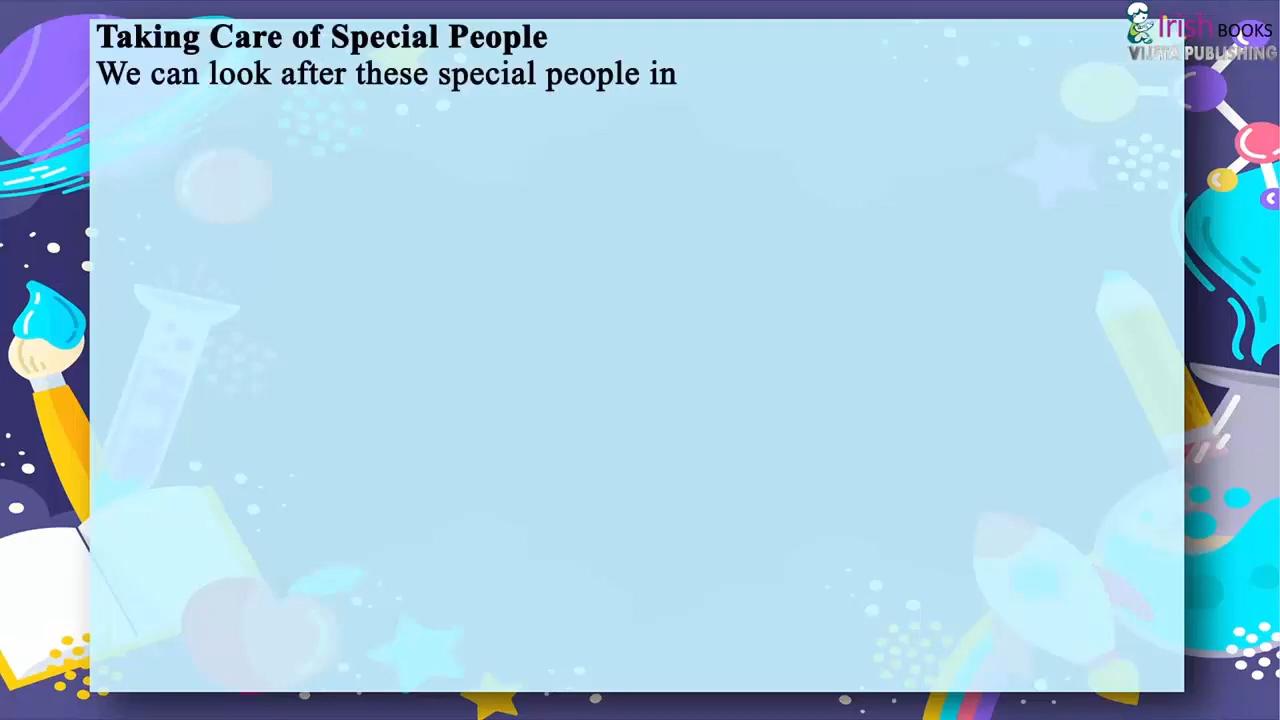 Taking Care of Special People
We can look after these special people in
Irish BOOKS
VIJETA PUBLISHING